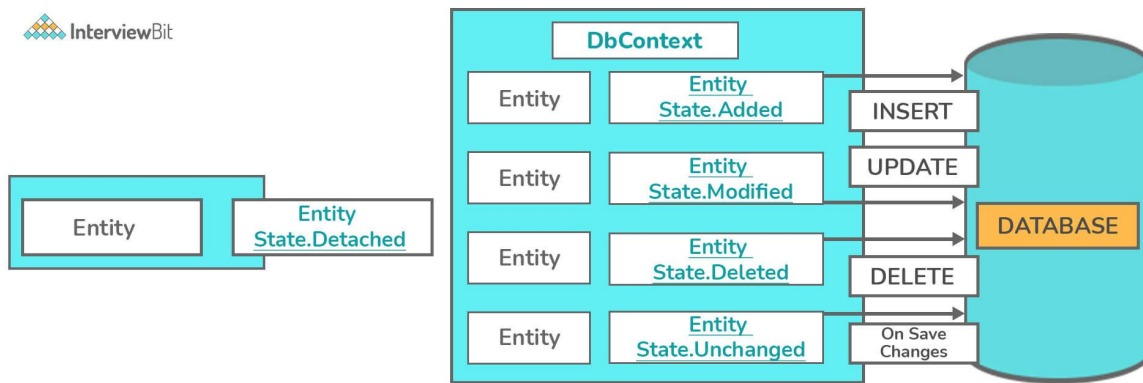 InterviewBit
DbContext
Entity
Entity
State.Added
INSERT
Entity
Entity
State.Modified
UPDATE
Entity
Entity
State.Detached
DATABASE
Entity
Entity
State.Deleted
DELETE
Entity
Entity
State.Unchanged
On Save
Changes